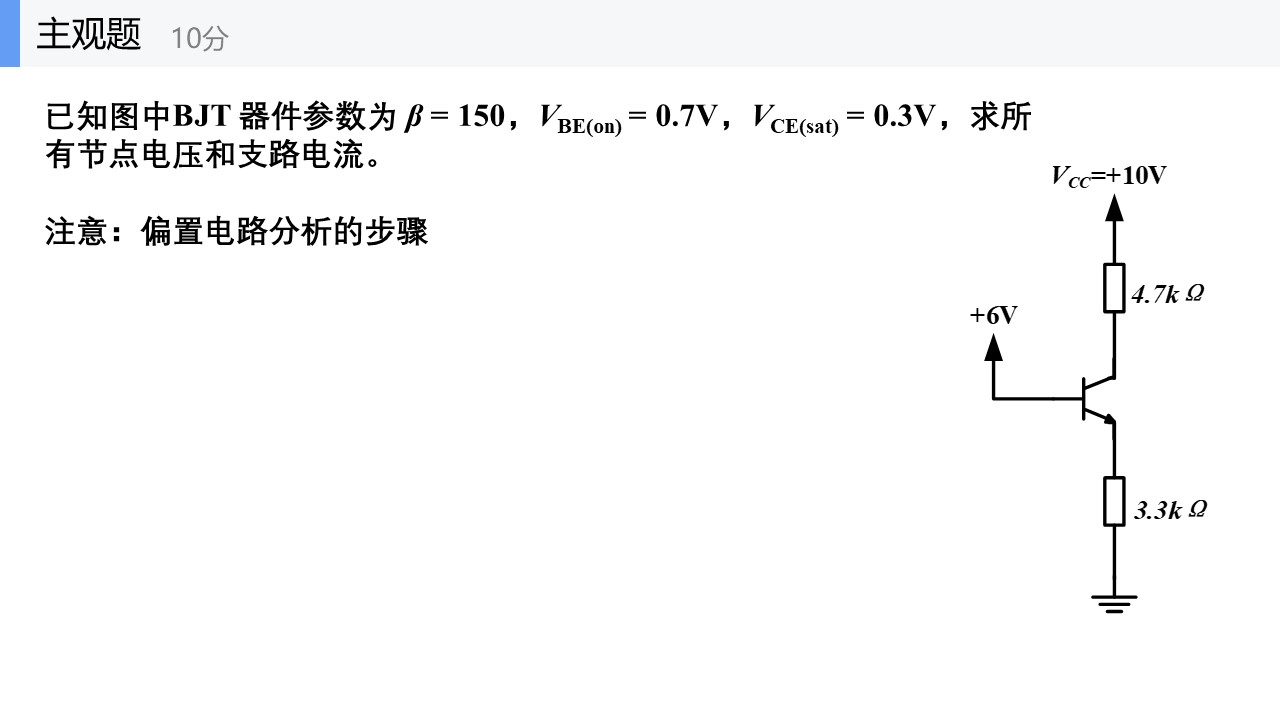 主观题 10分
已知图中BJT 器件参数为 β = 150，VBE(on) = 0.7V，VCE(sat) = 0.3V，求所
有节点电压和支路电流。
VCC=+10V
注意：偏置电路分析的步骤
4.7k Ω
+6V
3.3k Ω